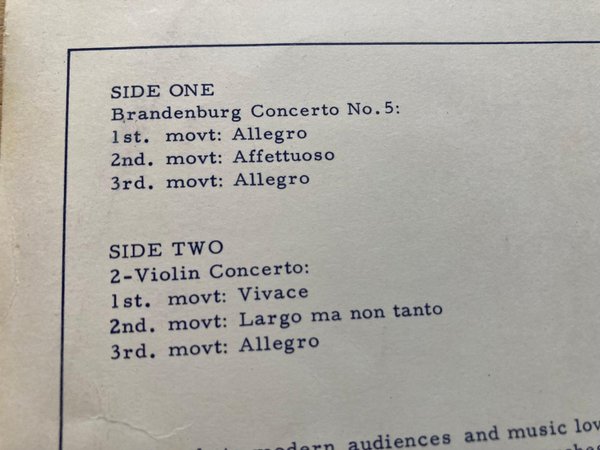 SIDE ONE
Brandenburg Concerto No.5:
1st. movt: Allegro
2nd. movt: Affettuoso
3rd. movt: Allegro
SIDE TWO
2-Violin Concerto:
1st. movt: Vivace
2nd. movt: Largo ma non tanto
3rd. movt: Allegro
modern audiences and music